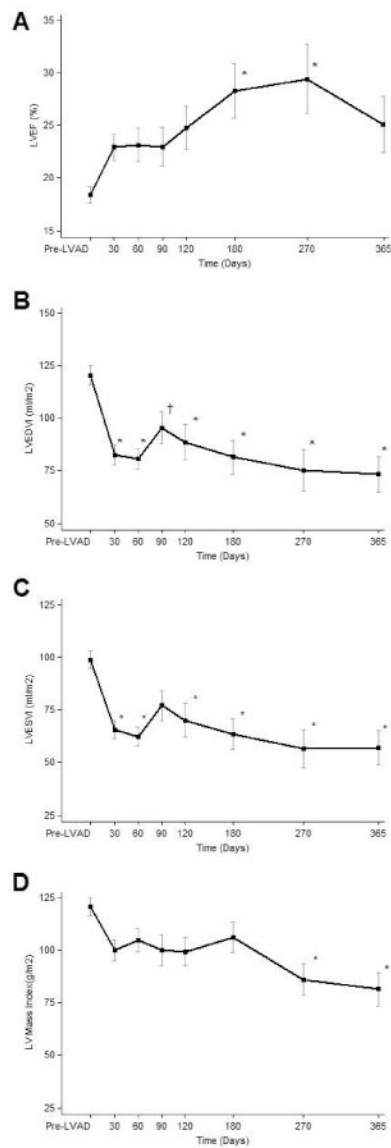 A
35
30
LVEF (%)
25
20
15
Pre-LVAD 30 60 90 120 180 270 365
Time (Days)
* *
B
150
125
LVEDVI (ml/m2)
100
75
50
Pre-LVAD 30 60 90 120 180 270 365
Time (Days)
* * † * * * *
C
125
100
LVESVI (ml/m2)
75
50
25
Pre-LVAD 30 60 90 120 180 270 365
Time (Days)
* * * * * *
D
125
100
LV Mass Index(g/m2)
75
50
25
0
Pre-LVAD 30 60 90 120 180 270 365
Time (Days)
* *